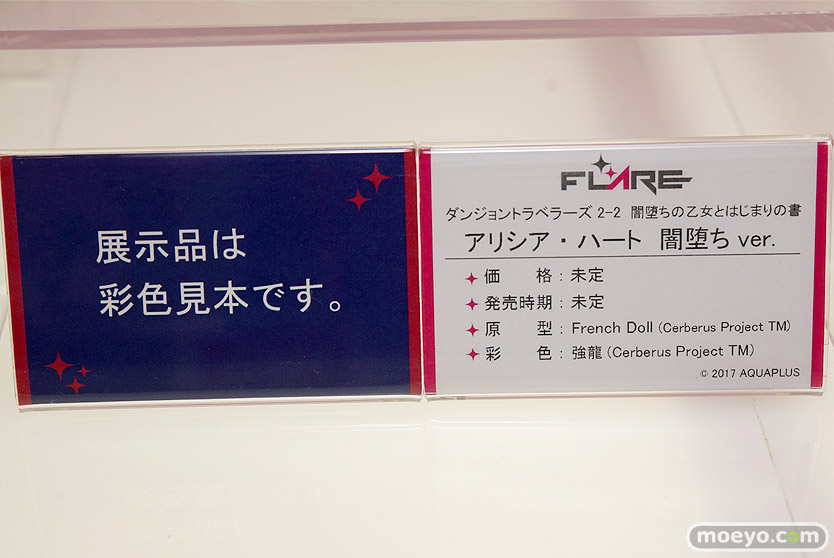 展示品は
彩色見本です。
FLARE
ダンジョントラベラーズ 2-2 闇堕ちの乙女とはじまりの書
アリシア・ハート 闇堕ち ver.
価　格：未定
発売時期：未定
原　型：French Doll (Cerberus Project TM)
彩　色：強龍 (Cerberus Project TM)
© 2017 AQUAPLUS
moeyo.com